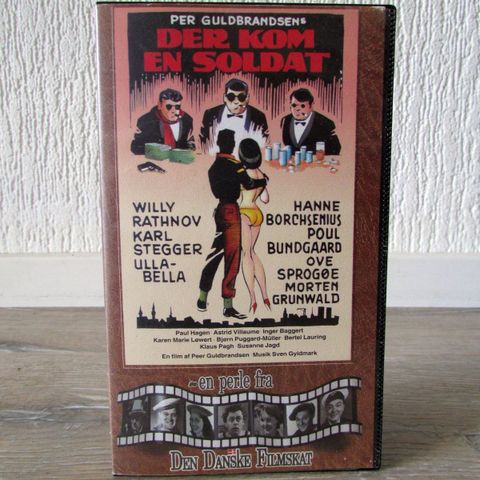 PER GULDBRANDSENS
DER KOM
EN SOLDAT
WILLY
RATHNOV
KARL
STEGGER
ULLA-
BELLA
HANNE
BORCHSENIUS
POUL
BUNDGAARD
OVE
SPROGØE
MORTEN
GRUNWALD
Paul Hagen Astrid Villaume Inger Baggert
Karen Marie Løwert · Bjørn Puggard-Müller · Bertel Lauring
Klaus Pagh · Susanne Jagd
En film af Peer Guldbrandsen Musik Sven Gyldmark
-en perle fra
DEN DANSKE FILMSKAT